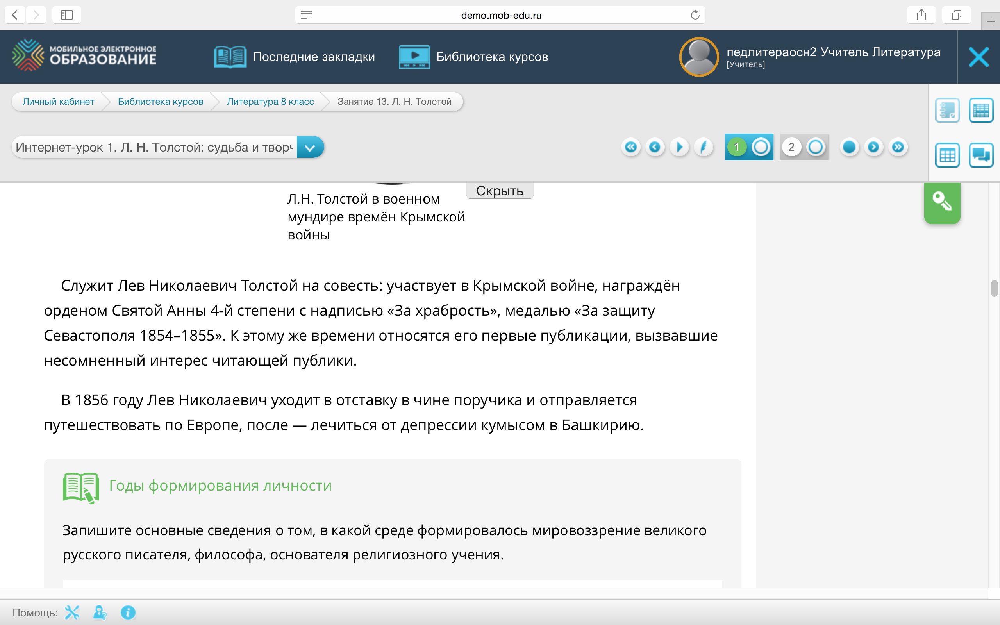 demo.mob-edu.ru
МОБИЛЬНОЕ ЭЛЕКТРОННОЕ
ОБРАЗОВАНИЕ
Последние закладки
Библиотека курсов
педлитераосн2 Учитель Литература
[Учитель]
Личный кабинет
Библиотека курсов
Литература 8 класс
Занятие 13. Л. Н. Толстой
Интернет-урок 1. Л. Н. Толстой: судьба и творч
1
2
Скрыть
Л.Н. Толстой в военном
мундире времён Крымской
войны
Служит Лев Николаевич Толстой на совесть: участвует в Крымской войне, награждён
орденом Святой Анны 4-й степени с надписью «За храбрость», медалью «За защиту
Севастополя 1854–1855». К этому же времени относятся его первые публикации, вызвавшие
несомненный интерес читающей публики.
В 1856 году Лев Николаевич уходит в отставку в чине поручика и отправляется
путешествовать по Европе, после — лечиться от депрессии кумысом в Башкирию.
Годы формирования личности
Запишите основные сведения о том, в какой среде формировалось мировоззрение великого
русского писателя, философа, основателя религиозного учения.
Помощь: